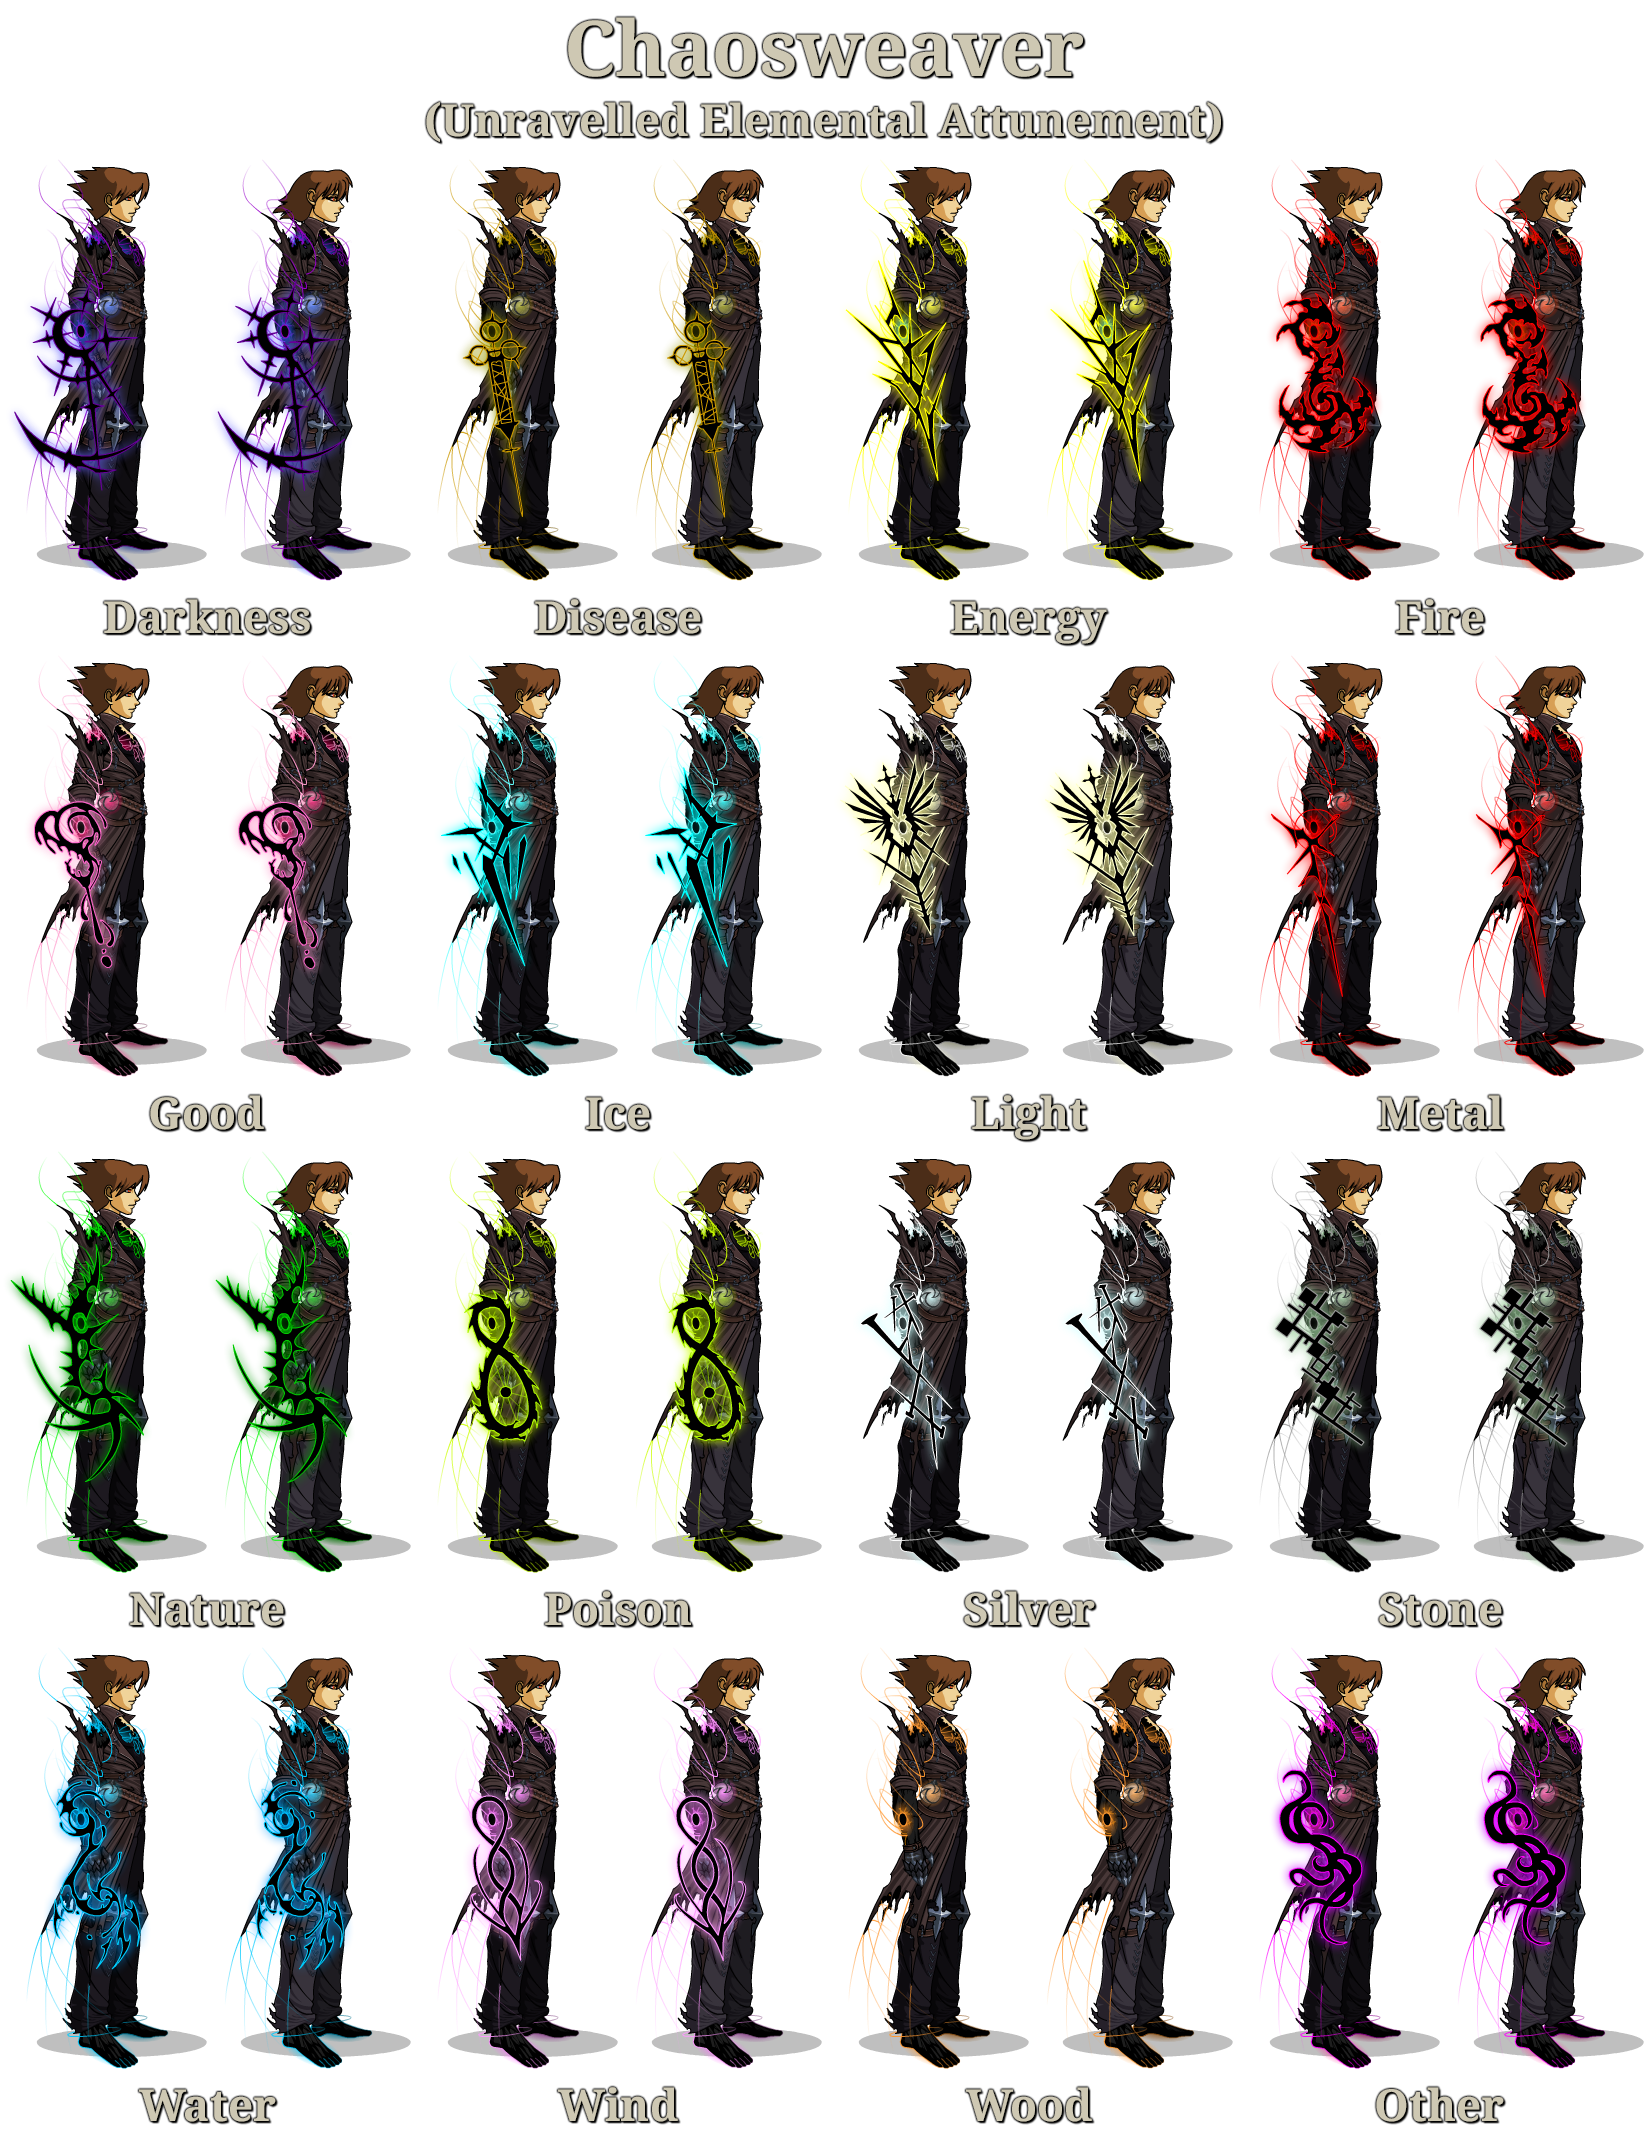 Chaosweaver
(Unravelled Elemental Attunement)
Darkness Disease Energy Fire
Good Ice Light Metal
Nature Poison Silver Stone
Water Wind Wood Other